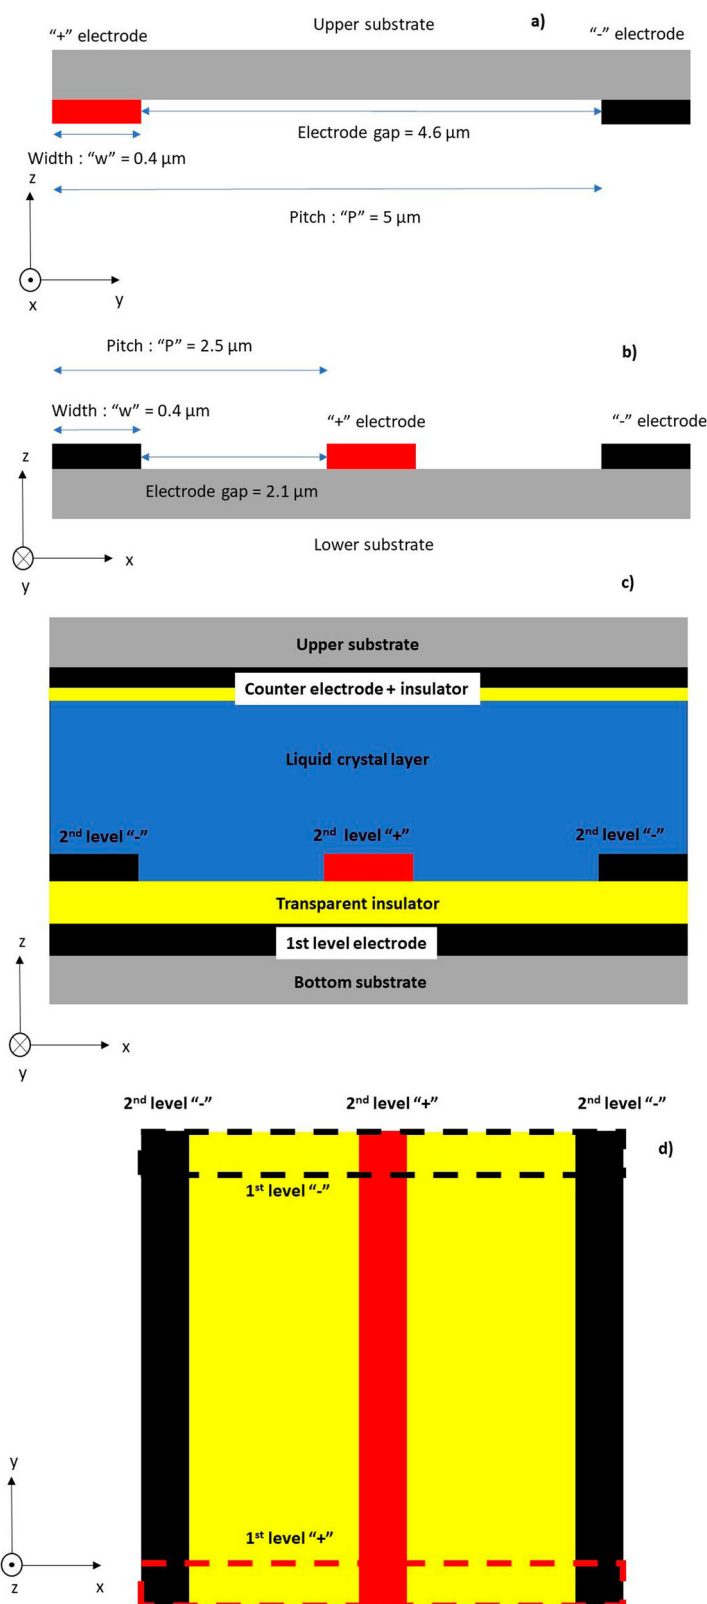 Upper substrate
a)
“+” electrode
“-” electrode
Electrode gap = 4.6 μm
Width : “w” = 0.4 μm
z
Pitch : “P” = 5 μm
x
y
Pitch : “P” = 2.5 μm
b)
Width : “w” = 0.4 μm
“+” electrode
“-” electrode
z
Electrode gap = 2.1 μm
Lower substrate
x
y
c)
Upper substrate
Counter electrode + insulator
Liquid crystal layer
2nd level “-”
2nd level “+”
2nd level “-”
Transparent insulator
z
1st level electrode
Bottom substrate
x
y
2nd level “-”
2nd level “+”
2nd level “-”
d)
1st level “-”
y
1st level “+”
z
x